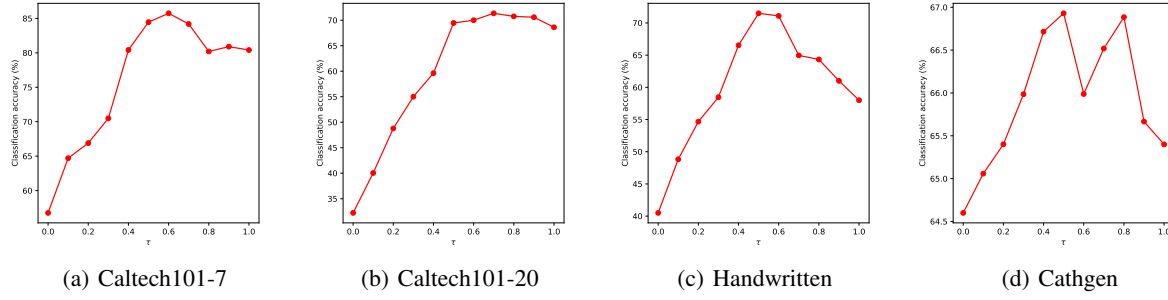 85
80
75
70
65
60
Classification accuracy (%)
0.0 0.2 0.4 0.6 0.8 1.0
τ
(a) Caltech101-7
70
65
60
55
50
45
40
35
Classification accuracy (%)
0.0 0.2 0.4 0.6 0.8 1.0
τ
(b) Caltech101-20
70
65
60
55
50
45
40
Classification accuracy (%)
0.0 0.2 0.4 0.6 0.8 1.0
τ
(c) Handwritten
67.0
66.5
66.0
65.5
65.0
64.5
Classification accuracy (%)
0.0 0.2 0.4 0.6 0.8 1.0
τ
(d) Cathgen